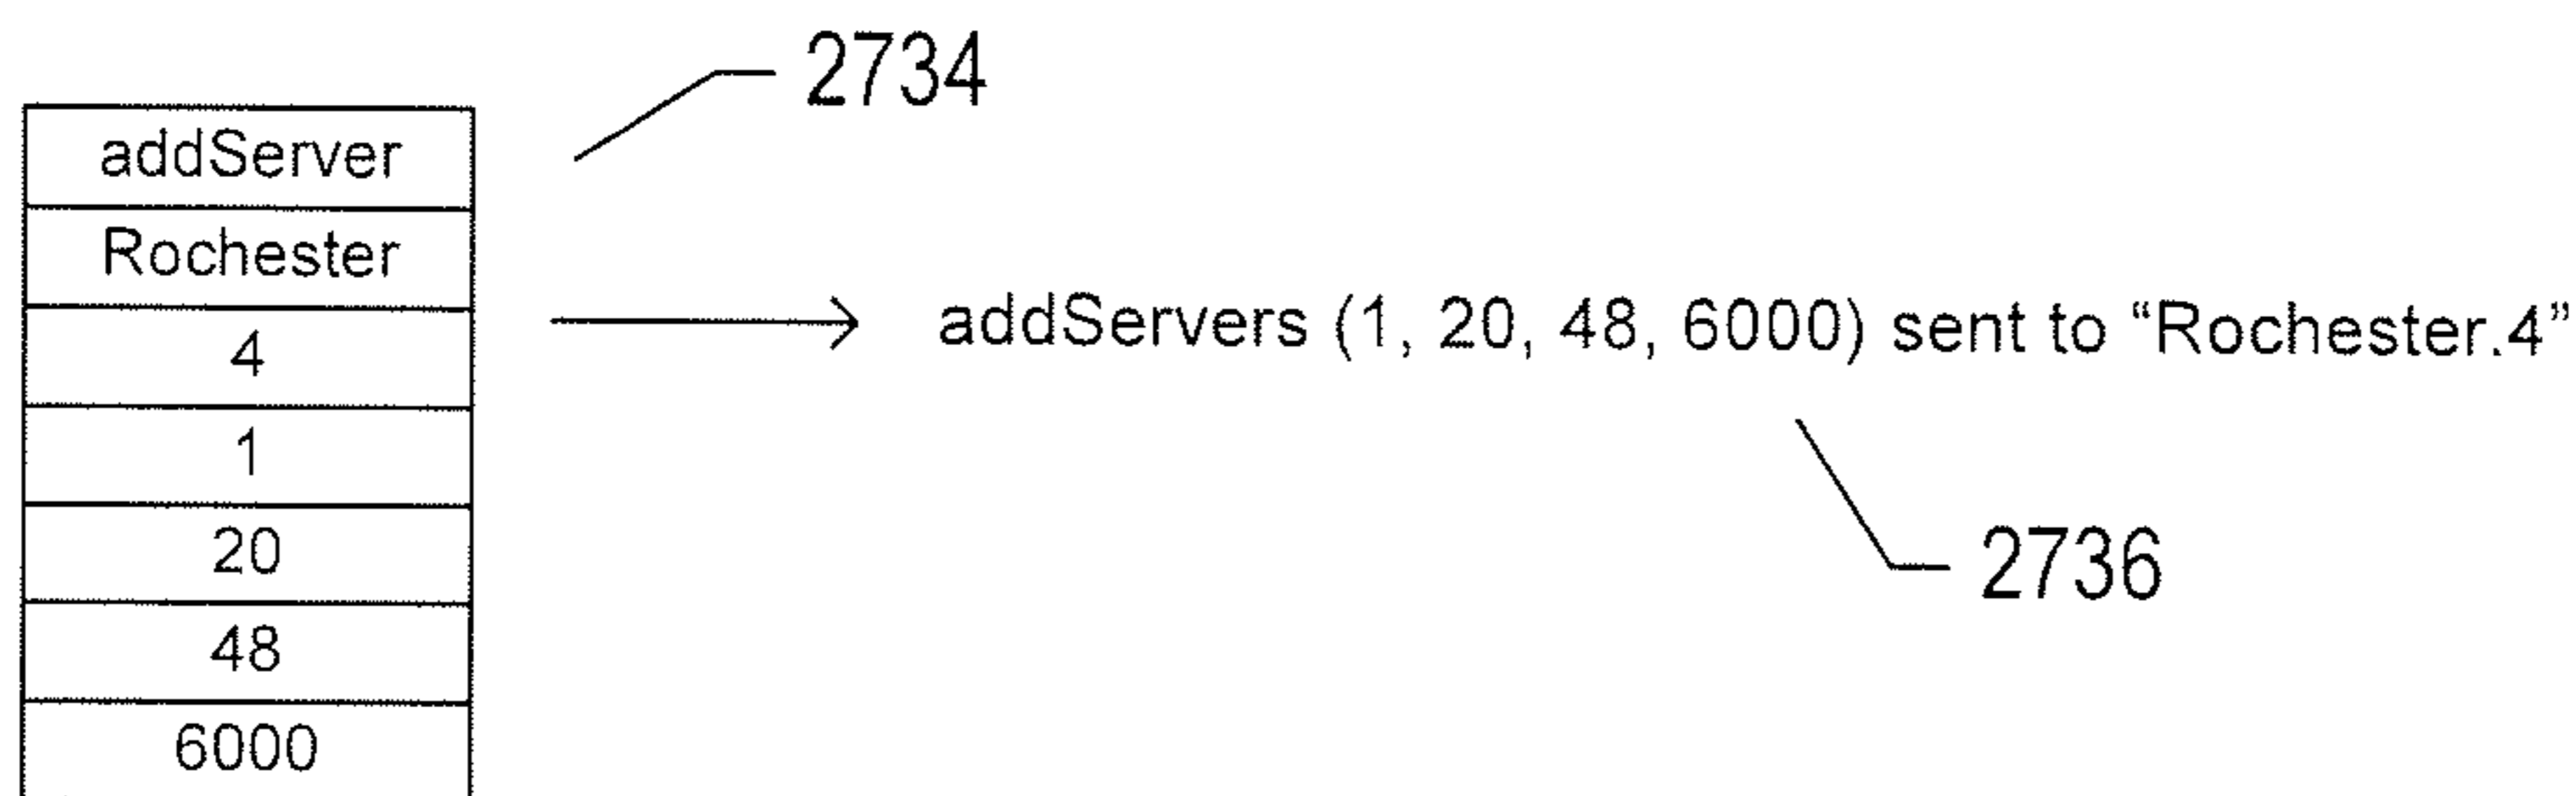 2734
addServer
Rochester
4
addServers (1, 20, 48, 6000) sent to “Rochester.4”
1
20
2736
48
6000